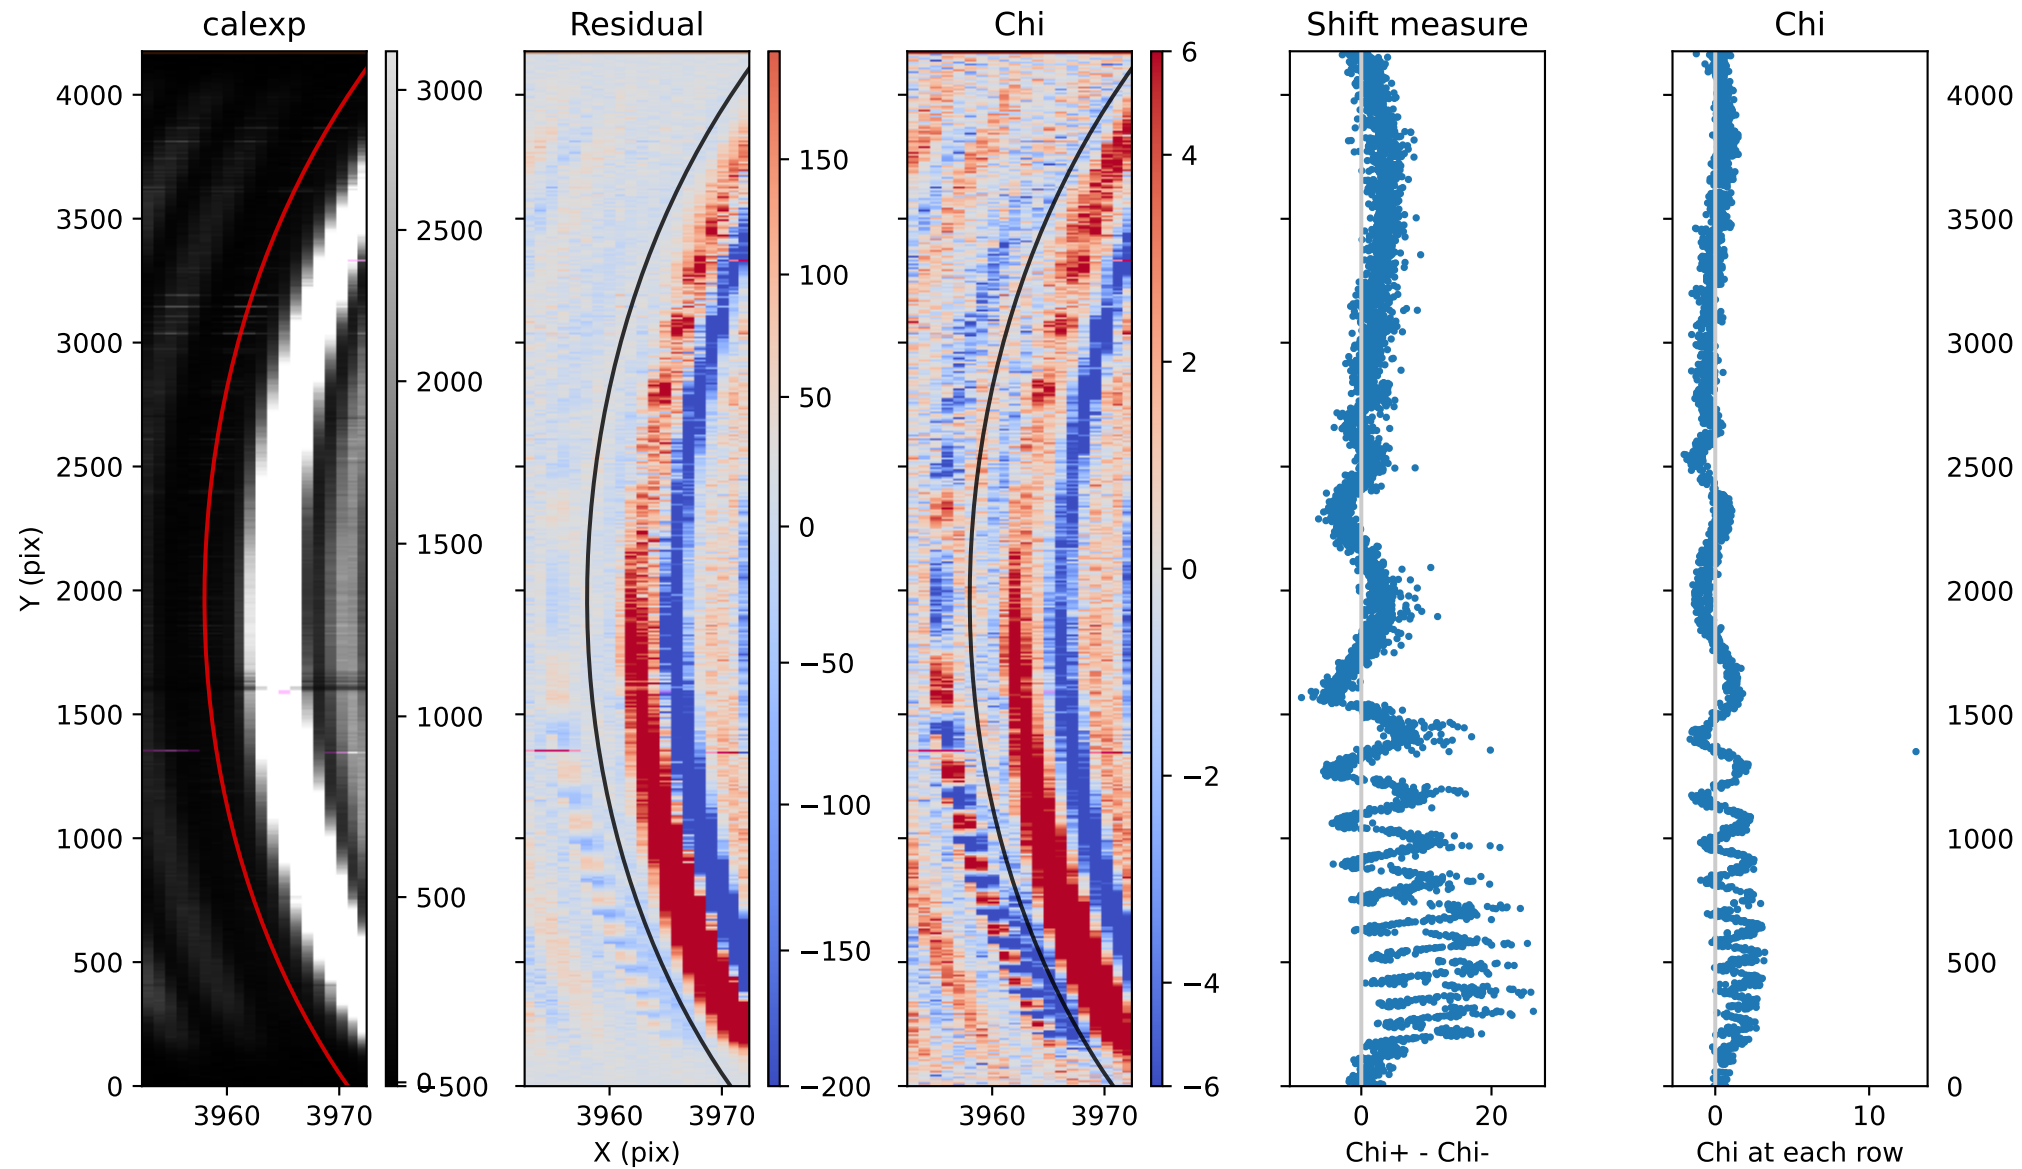 calexp Residual Chi Shift measure Chi
4000 3500 3000 2500 2000 1500 1000 500 0
Y (pix)
3960 3970
3000 2500 2000 1500 1000 500 0 −500
3960 3970
X (pix)
150 100 50 0 −50 −100 −150 −200
3960 3970
6 4 2 0 −2 −4 −6
0 20
Chi+ - Chi-
0 10
Chi at each row
4000 3500 3000 2500 2000 1500 1000 500 0